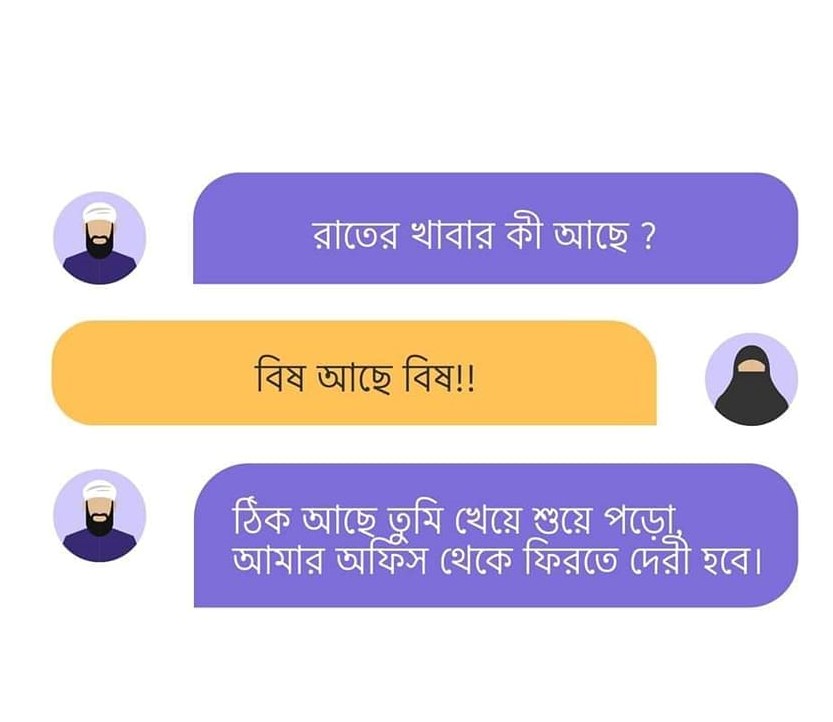 রাতের খাবার কী আছে ?
বিষ আছে বিষ!!
ঠিক আছে তুমি খেয়ে শুয়ে পড়ো,
আমার অফিস থেকে ফিরতে দেরী হবে।